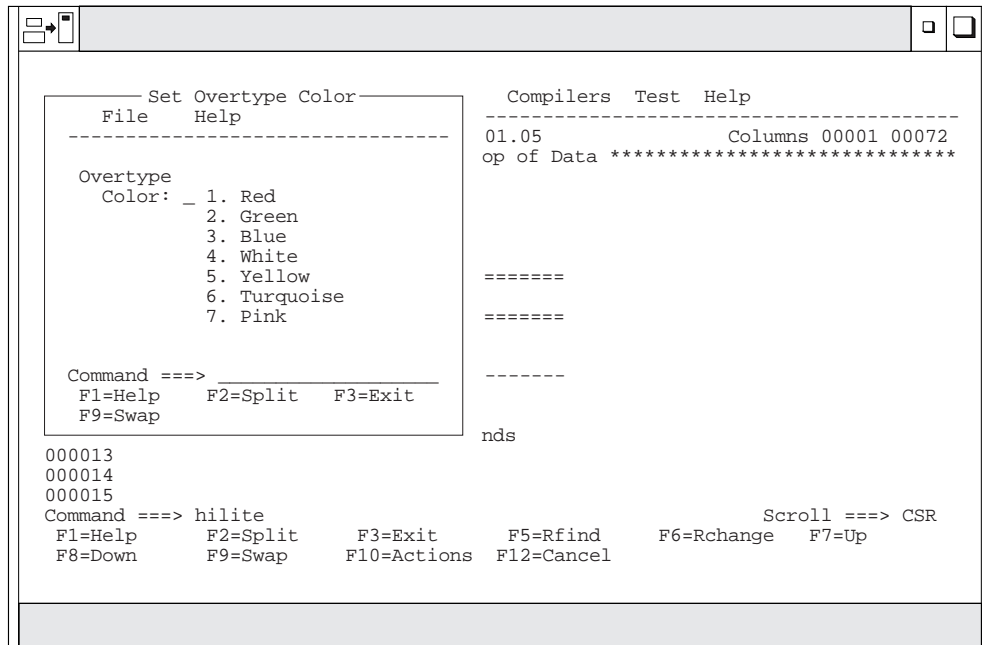 Set Overtype Color Compilers Test Help
File Help --------------------------------------------
--------------------------------- 01.05 Columns 00001 00072
op of Data ******************************
Overtype
Color: _ 1. Red
2. Green
3. Blue
4. White
5. Yellow =======
6. Turquoise
7. Pink =======
Command ===> ___________________ -------
F1=Help F2=Split F3=Exit
F9=Swap
nds
000013
000014
000015
Command ===> hilite Scroll ===> CSR
F1=Help F2=Split F3=Exit F5=Rfind F6=Rchange F7=Up
F8=Down F9=Swap F10=Actions F12=Cancel